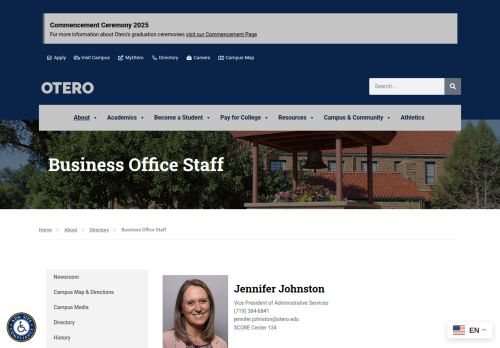 Commencement Ceremony 2025
For more information about Otero's graduation ceremonies visit our Commencement Page
Apply
Visit Campus
MyOtero
Directory
Careers
Campus Map
OTERO
Search...
About
Academics
Become a Student
Pay for College
Resources
Campus & Community
Athletics
Business Office Staff
Home > About > Directory > Business Office Staff
Newsroom
Campus Map & Directions
Campus Media
Directory
History
Jennifer Johnston
Vice President of Administrative Services
(719) 384-6841
jennifer.johnston@otero.edu
SCORE Center 134
EN